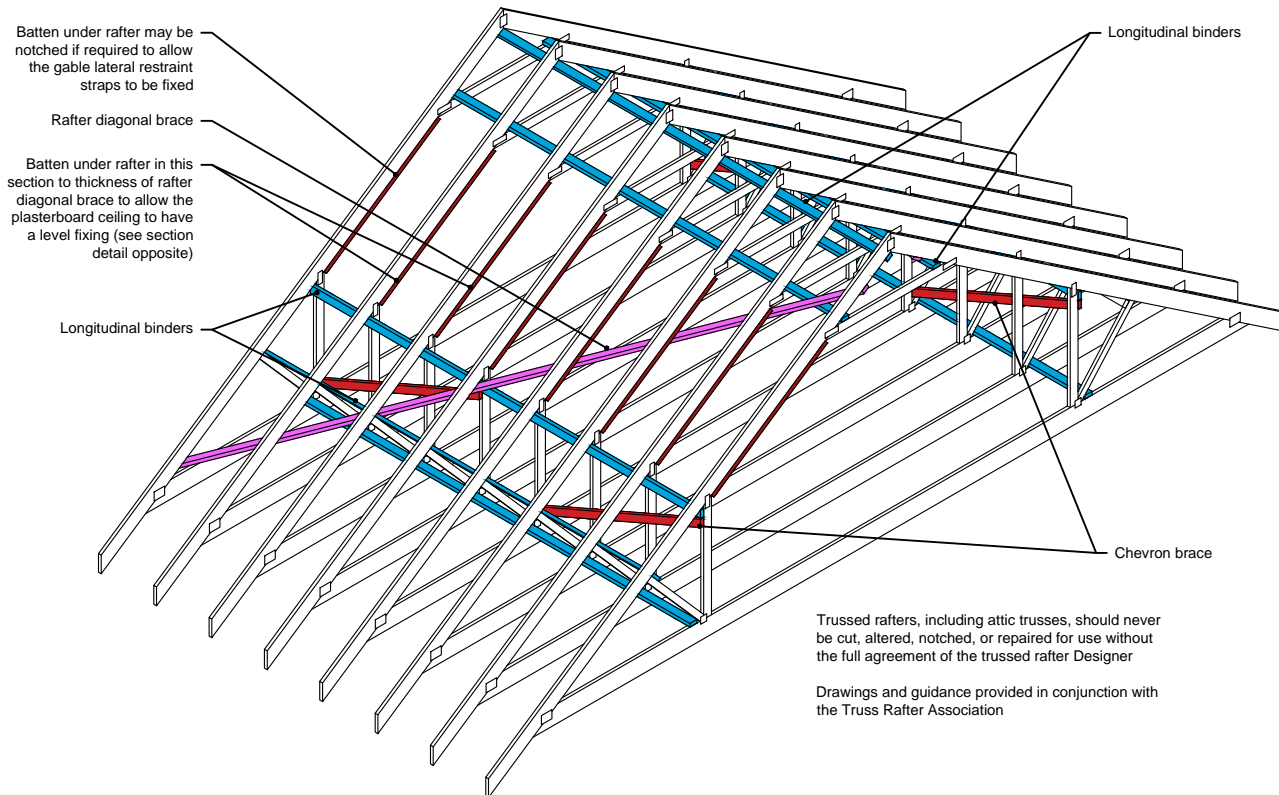 Batten under rafter may be
notched if required to allow
the gable lateral restraint
straps to be fixed
Rafter diagonal brace
Batten under rafter in this
section to thickness of rafter
diagonal brace to allow the
plasterboard ceiling to have
a level fixing (see section
detail opposite)
Longitudinal binders
Longitudinal binders
Chevron brace
Trussed rafters, including attic trusses, should never
be cut, altered, notched, or repaired for use without
the full agreement of the trussed rafter Designer
Drawings and guidance provided in conjunction with
the Truss Rafter Association